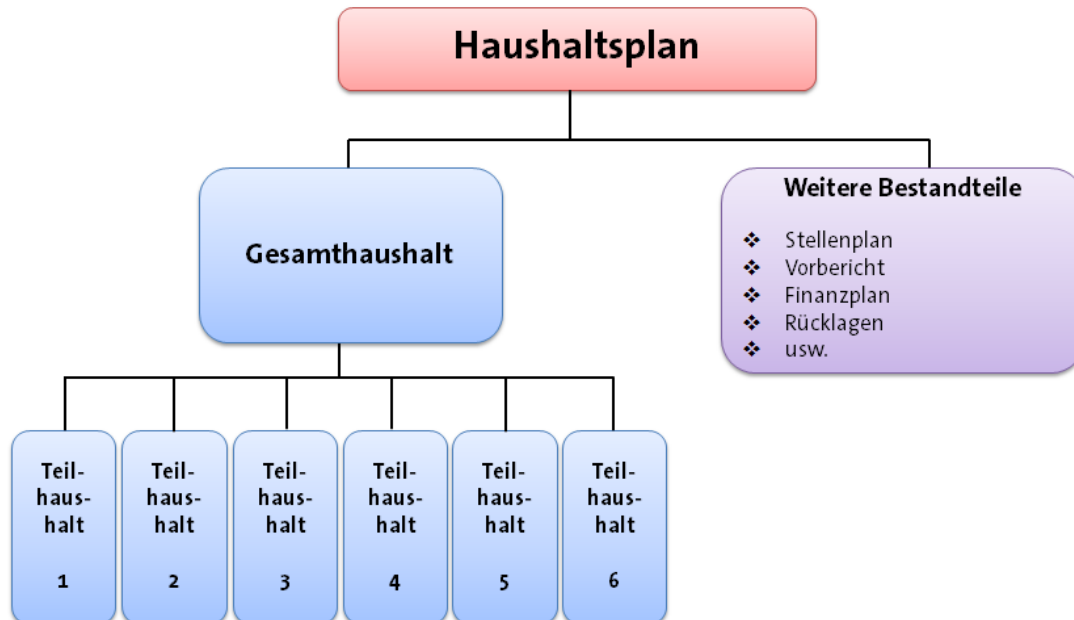 Haushaltsplan
Gesamthaushalt
Weitere Bestandteile
❖ Stellenplan
❖ Vorbericht
❖ Finanzplan
❖ Rücklagen
❖ usw.
Teil-
haus-
halt
1
Teil-
haus-
halt
2
Teil-
haus-
halt
3
Teil-
haus-
halt
4
Teil-
haus-
halt
5
Teil-
haus-
halt
6